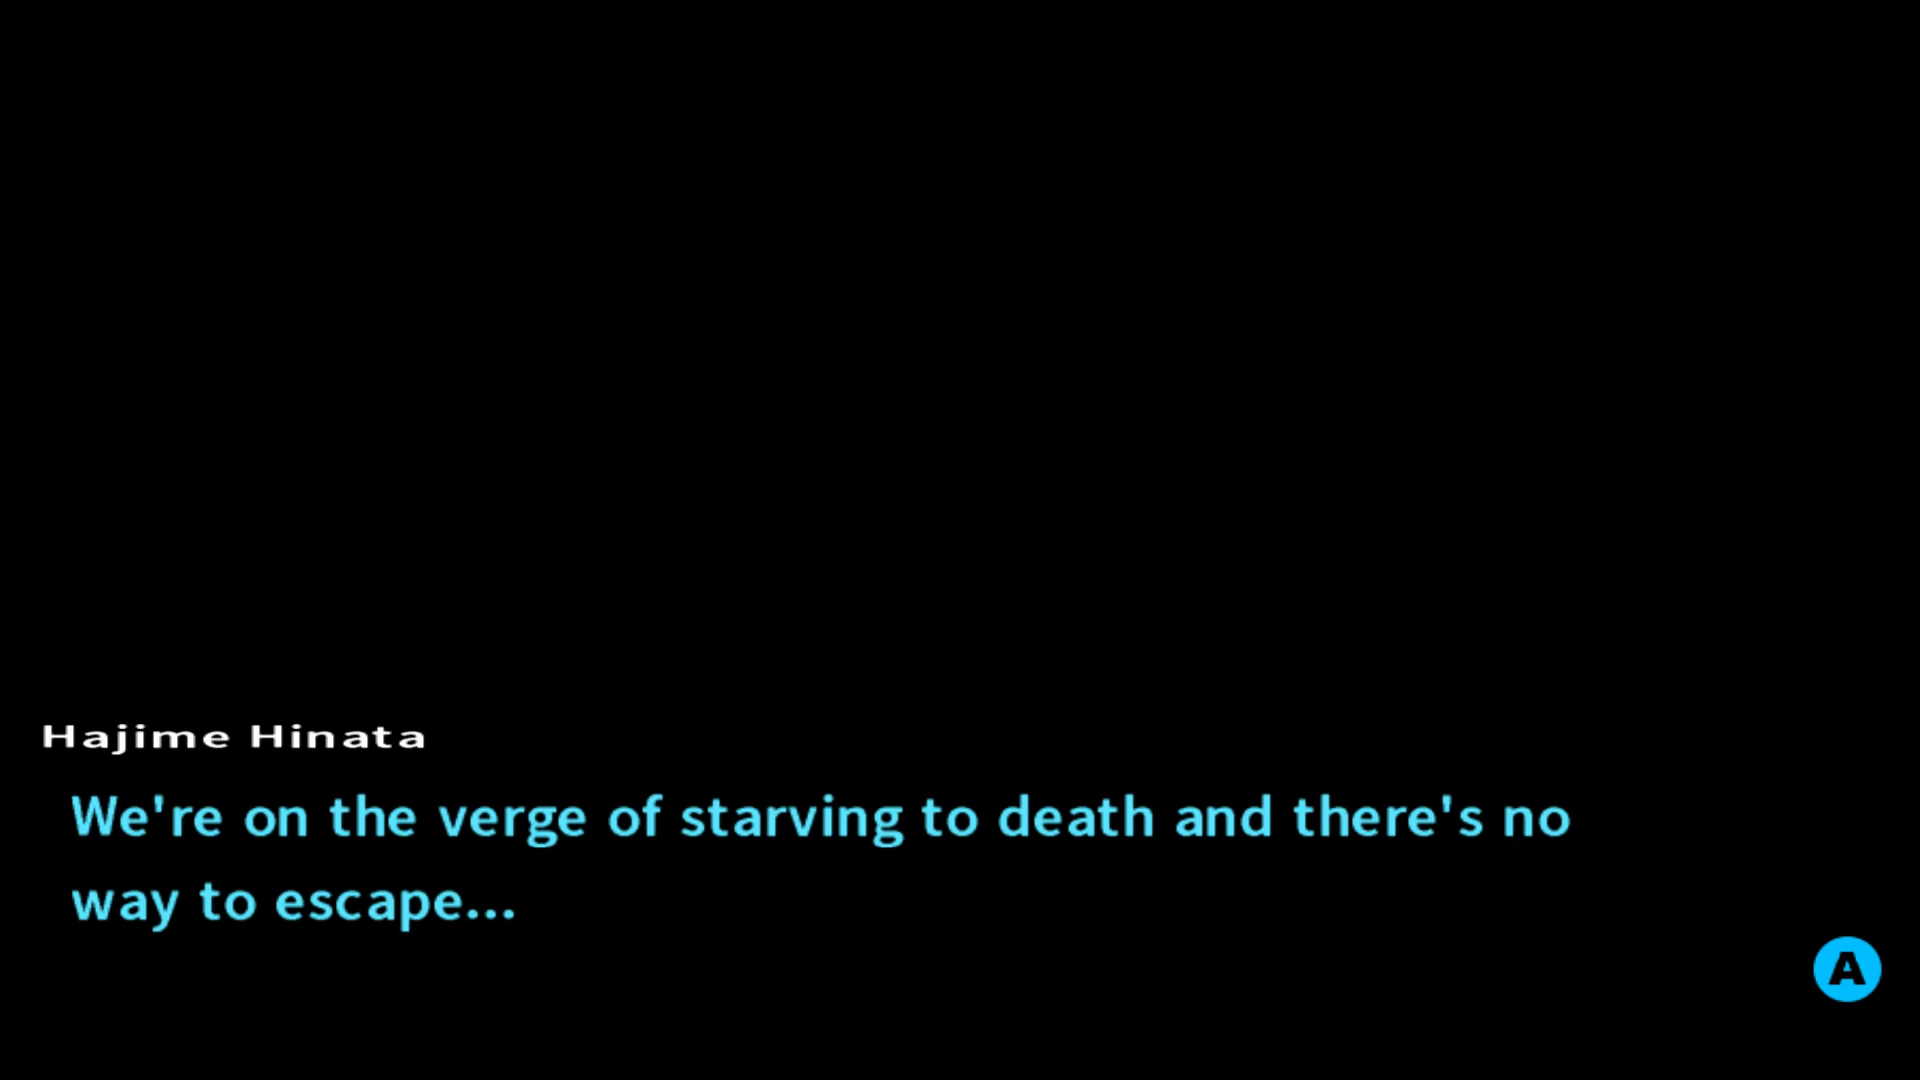 Hajime Hinata
We're on the verge of starving to death and there's no
way to escape...
A